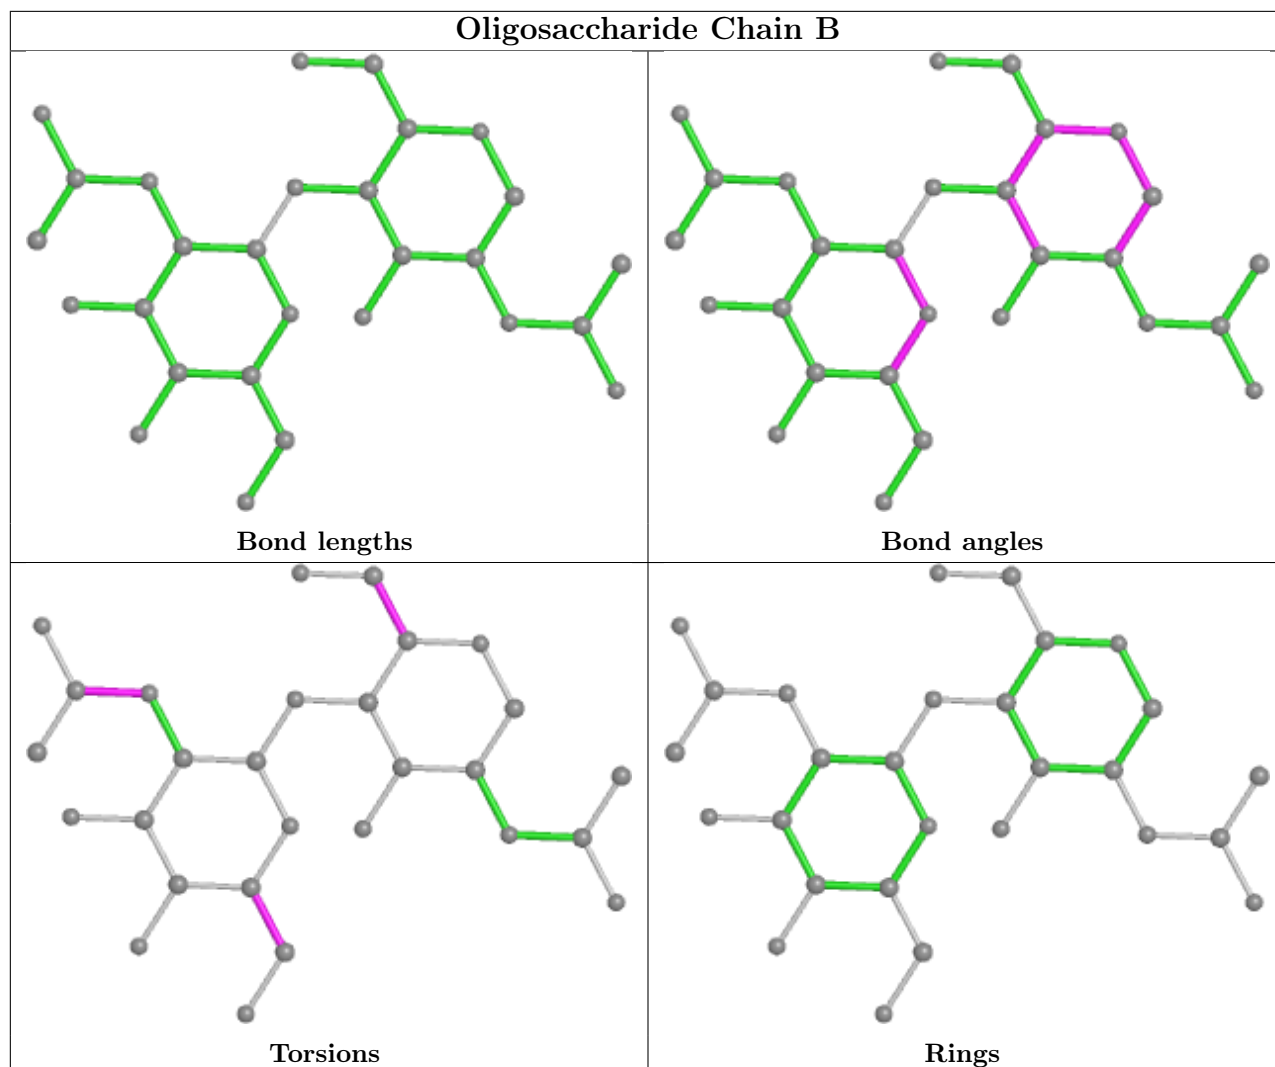 Oligosaccharide Chain B
Bond lengths
Bond angles
Torsions
Rings